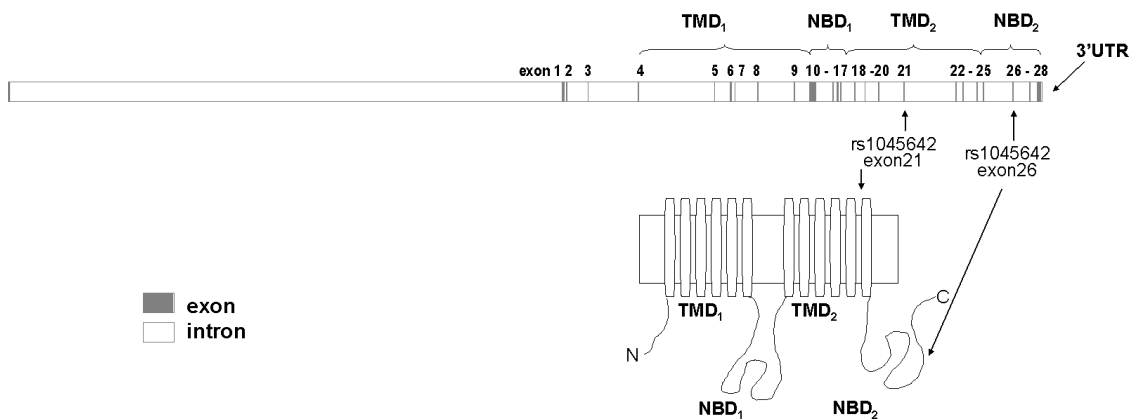 TMD1 NBD1 TMD2 NBD2
3'UTR
exon 1 2 3 4 5 6 7 8 9 10 - 17 18 -20 21 22 - 25 26 - 28
rs1045642
exon21
rs1045642
exon26
exon
intron
TMD1 TMD2
C
N
NBD1 NBD2